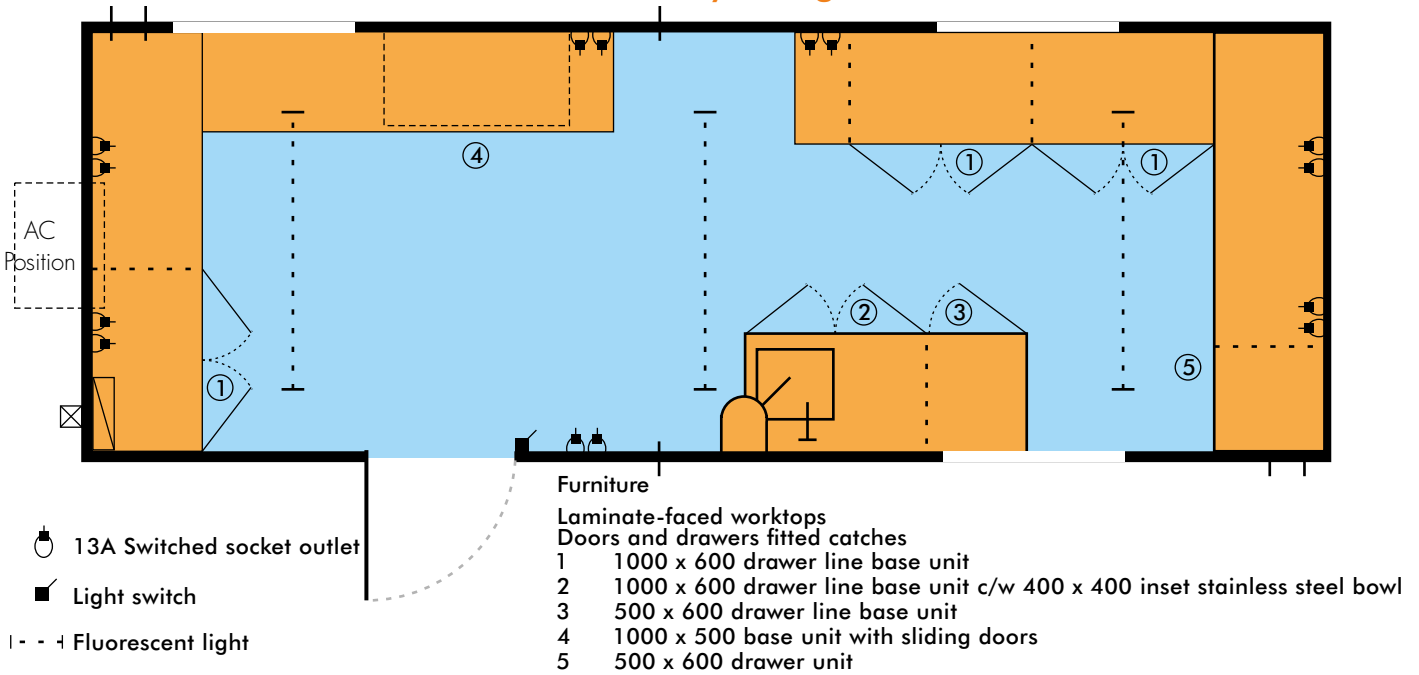 ④
①
①
AC
Position
②
③
⑤
①
Furniture
Laminate-faced worktops
Doors and drawers fitted catches
1 1000 x 600 drawer line base unit
2 1000 x 600 drawer line base unit c/w 400 x 400 inset stainless steel bowl
3 500 x 600 drawer line base unit
4 1000 x 500 base unit with sliding doors
5 500 x 600 drawer unit
13A Switched socket outlet
Light switch
Fluorescent light